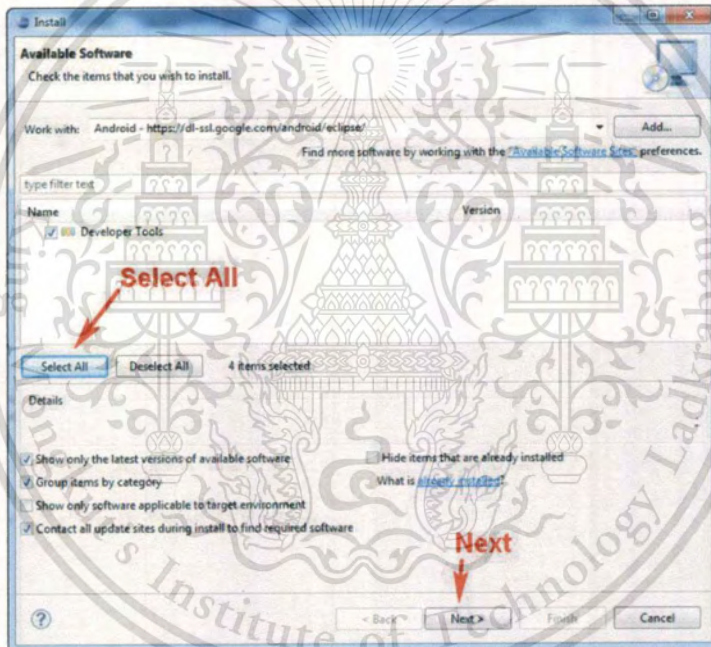 Install
Available Software
Check the items that you wish to install.
Work with: Android - https://dl-ssl.google.com/android/eclipse/ Add...
Find more software by working with the "Available Software Sites" preferences.
type filter text
Name Version
Developer Tools
Select All
Select All Deselect All 4 items selected
Details
Show only the latest versions of available software Hide items that are already installed
Group items by category What is already installed?
Show only software applicable to target environment
Contact all update sites during install to find required software
Next
< Back Next > Finish Cancel
Institute of Technology Ladkrabang